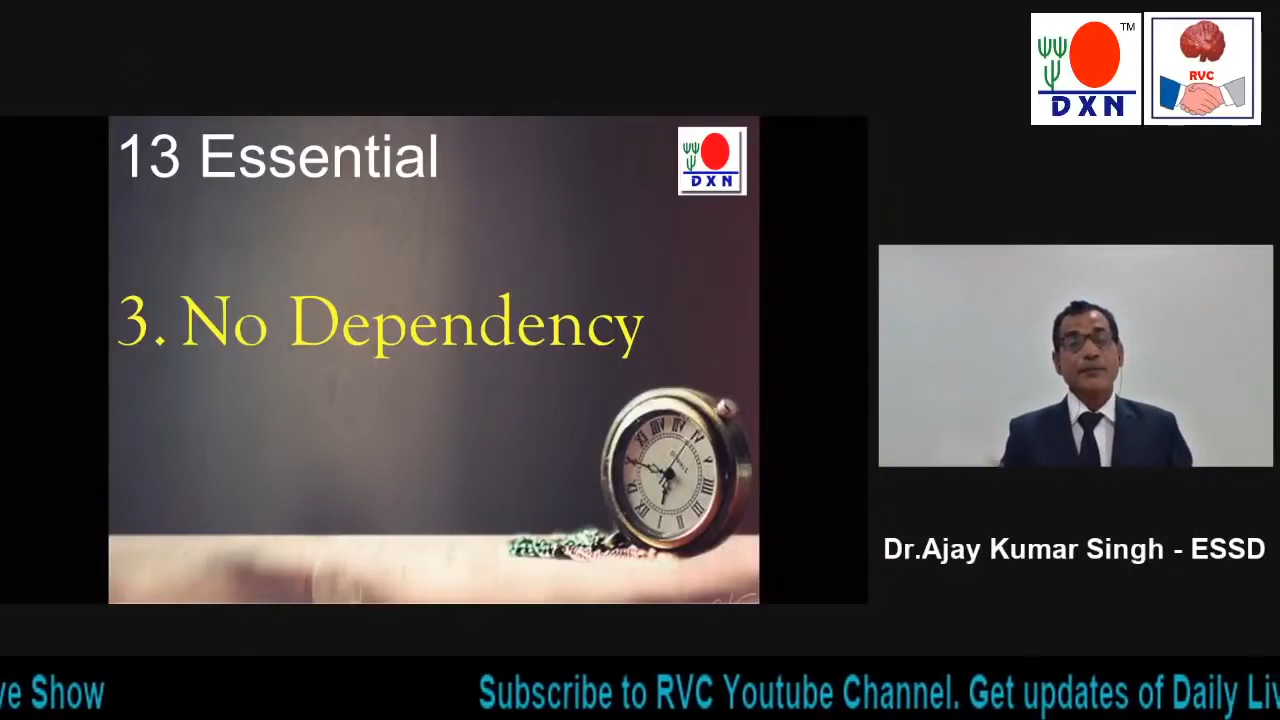 TM
DXN
RVC
13 Essential
DXN
3. No Dependency
Dr.Ajay Kumar Singh - ESSD
ve Show
Subscribe to RVC Youtube Channel. Get updates of Daily Liv